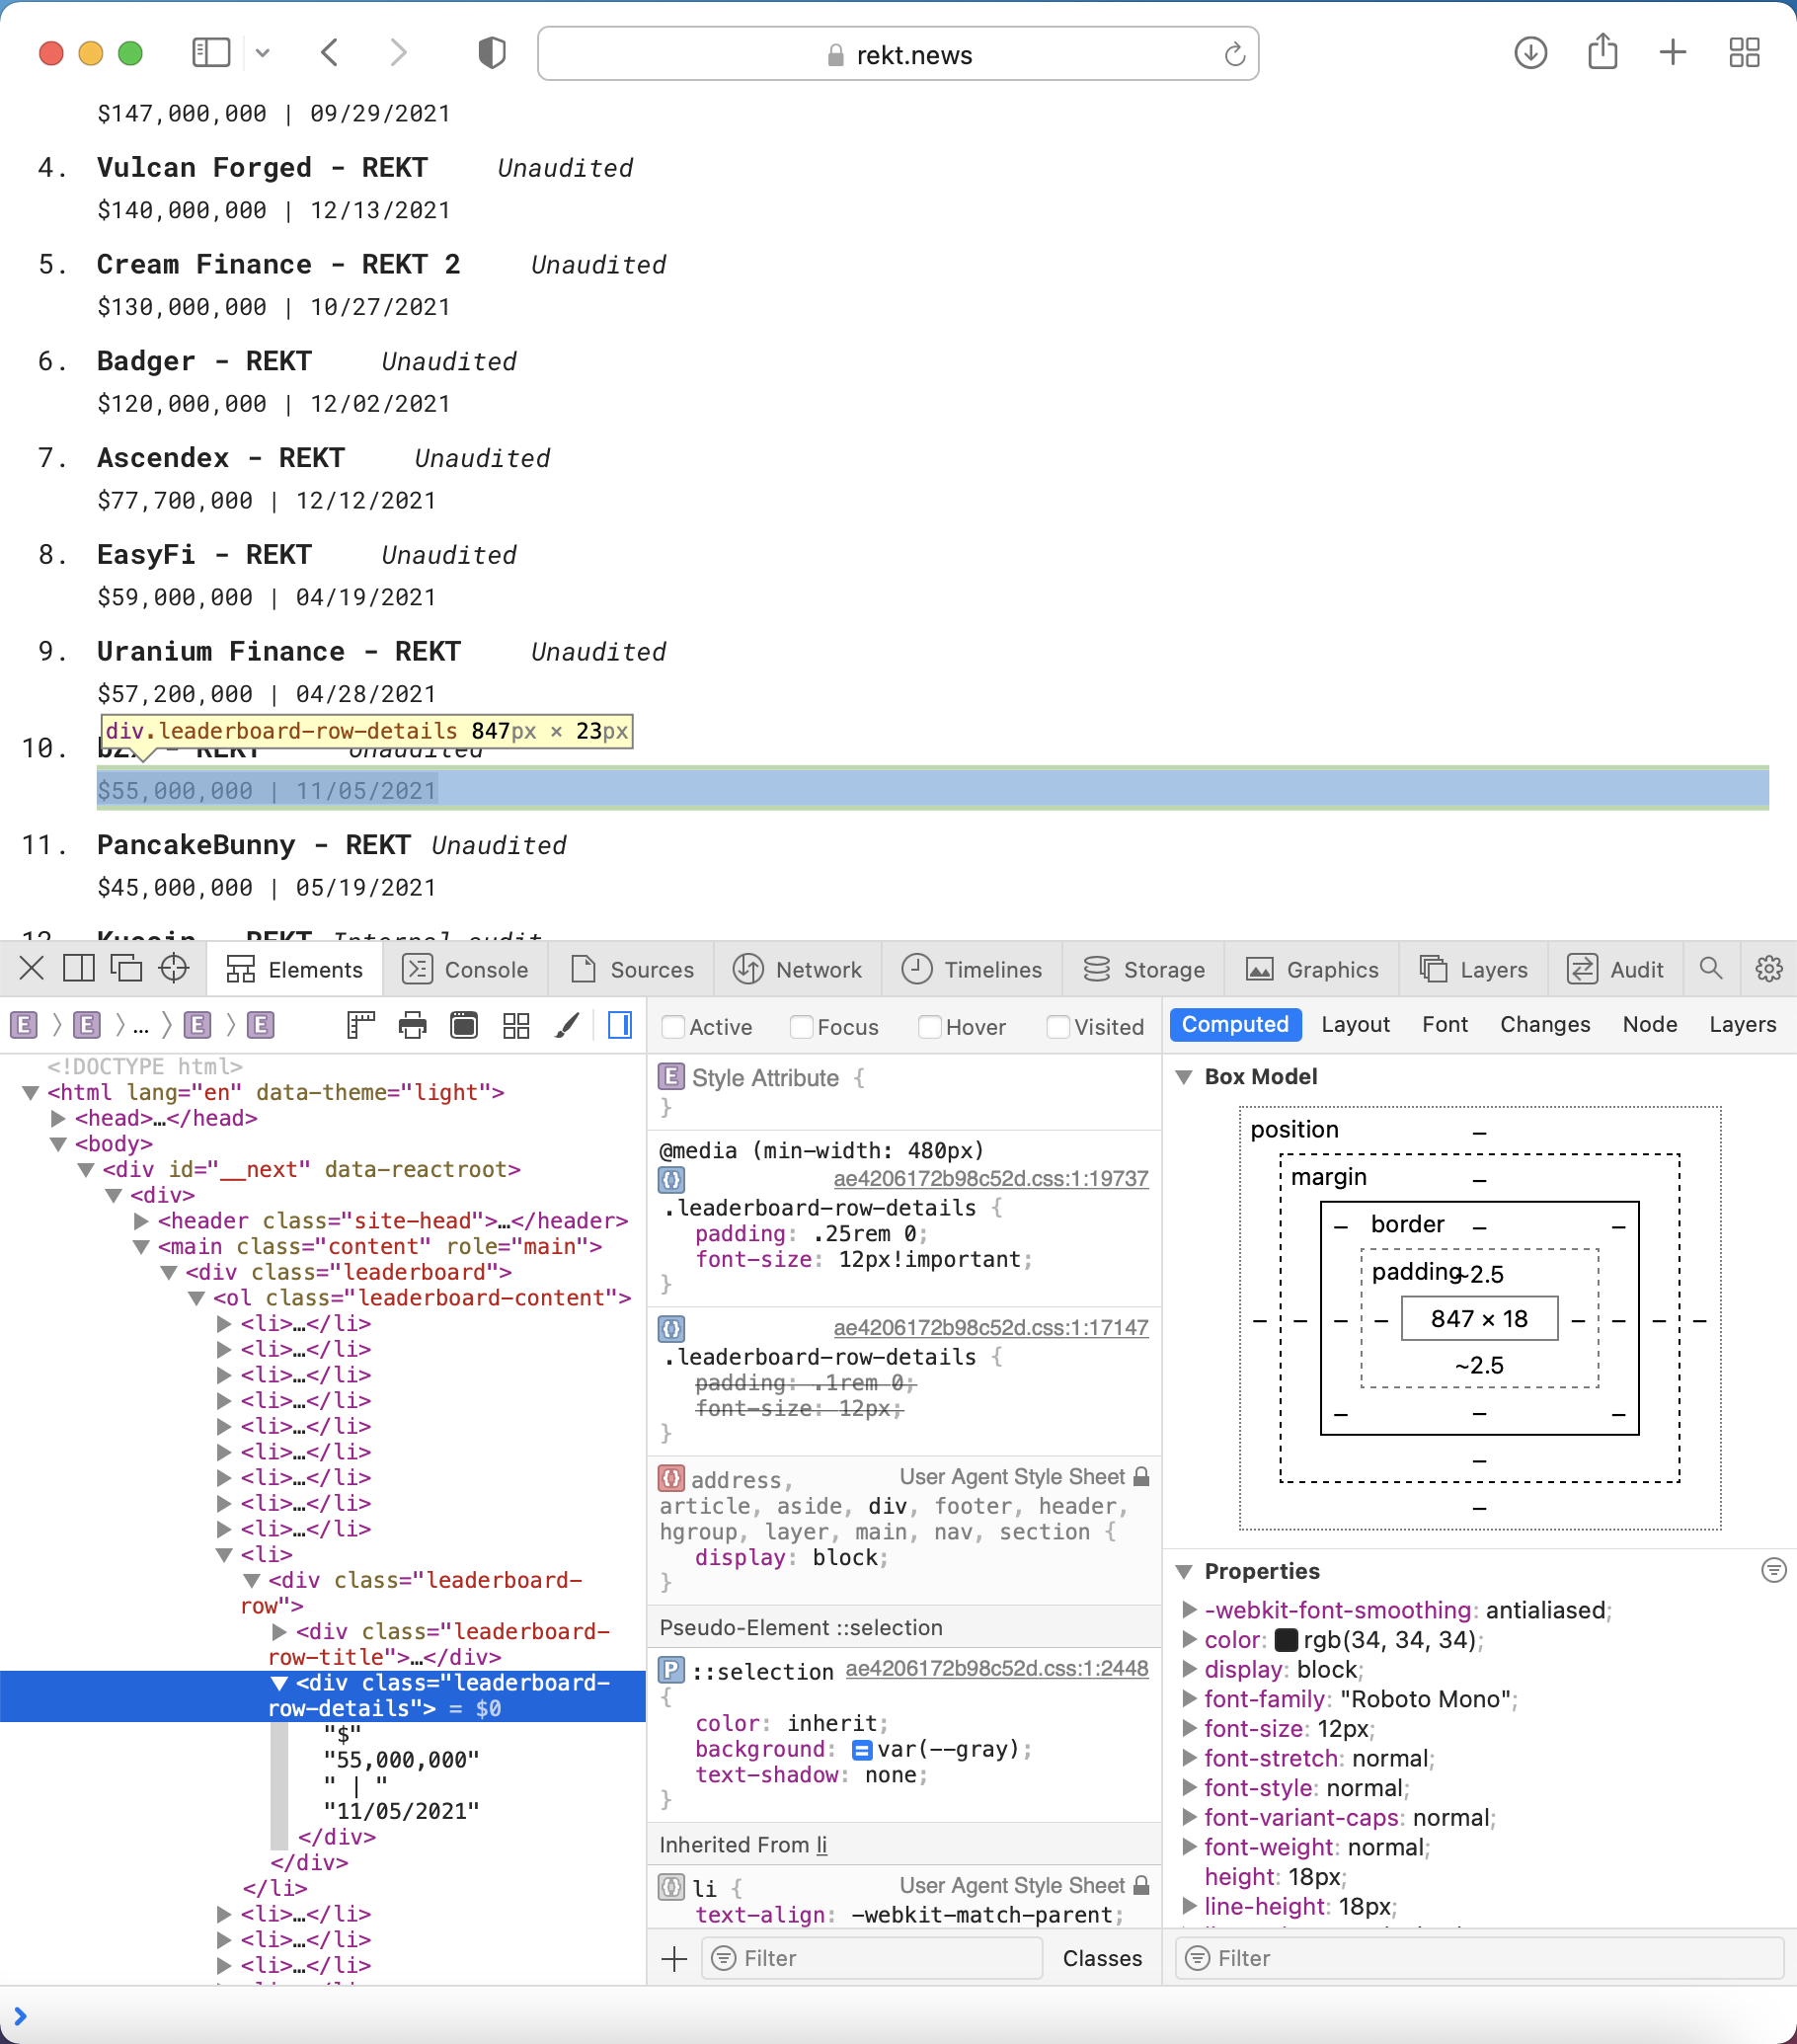 rekt.news
$147,000,000 | 09/29/2021
4. Vulcan Forged - REKT Unaudited
$140,000,000 | 12/13/2021
5. Cream Finance - REKT 2 Unaudited
$130,000,000 | 10/27/2021
6. Badger - REKT Unaudited
$120,000,000 | 12/02/2021
7. Ascendex - REKT Unaudited
$77,700,000 | 12/12/2021
8. EasyFi - REKT Unaudited
$59,000,000 | 04/19/2021
9. Uranium Finance - REKT Unaudited
$57,200,000 | 04/28/2021
div.leaderboard-row-details 847px × 23px
10. - REKT Unaudited
$55,000,000 | 11/05/2021
11. PancakeBunny - REKT Unaudited
$45,000,000 | 05/19/2021
12. Kucoin - REKT Internal audit
Elements Console Sources Network Timelines Storage Graphics Layers Audit
E E … E E
Active Focus Hover Visited
Computed Layout Font Changes Node Layers
<!DOCTYPE html>
<html lang="en" data-theme="light">
<head>…</head>
<body>
<div id="__next" data-reactroot>
<div>
<header class="site-head">…</header>
<main class="content" role="main">
<div class="leaderboard">
<ol class="leaderboard-content">
<li>…</li>
<li>…</li>
<li>…</li>
<li>…</li>
<li>…</li>
<li>…</li>
<li>…</li>
<li>…</li>
<li>…</li>
<li>
<div class="leaderboard-
row">
<div class="leaderboard-
row-title">…</div>
<div class="leaderboard-
row-details"> = $0
"$"
"55,000,000"
" | "
"11/05/2021"
</div>
</div>
</li>
<li>…</li>
<li>…</li>
<li>…</li>
E Style Attribute {
}
@media (min-width: 480px)
ae4206172b98c52d.css:1:19737
.leaderboard-row-details {
padding: .25rem 0;
font-size: 12px!important;
}
ae4206172b98c52d.css:1:17147
.leaderboard-row-details {
padding: .1rem 0;
font-size: 12px;
}
address, User Agent Style Sheet
article, aside, div, footer, header,
hgroup, layer, main, nav, section {
display: block;
}
Pseudo-Element ::selection
P ::selection ae4206172b98c52d.css:1:2448
{
color: inherit;
background: var(--gray);
text-shadow: none;
}
Inherited From li
li { User Agent Style Sheet
text-align: -webkit-match-parent;
Filter Classes
Box Model
position –
margin –
– border – –
padding ~2.5
– – – – 847 × 18 – – – –
~2.5
– – –
–
–
Properties
-webkit-font-smoothing: antialiased;
color: rgb(34, 34, 34);
display: block;
font-family: "Roboto Mono";
font-size: 12px;
font-stretch: normal;
font-style: normal;
font-variant-caps: normal;
font-weight: normal;
height: 18px;
line-height: 18px;
Filter